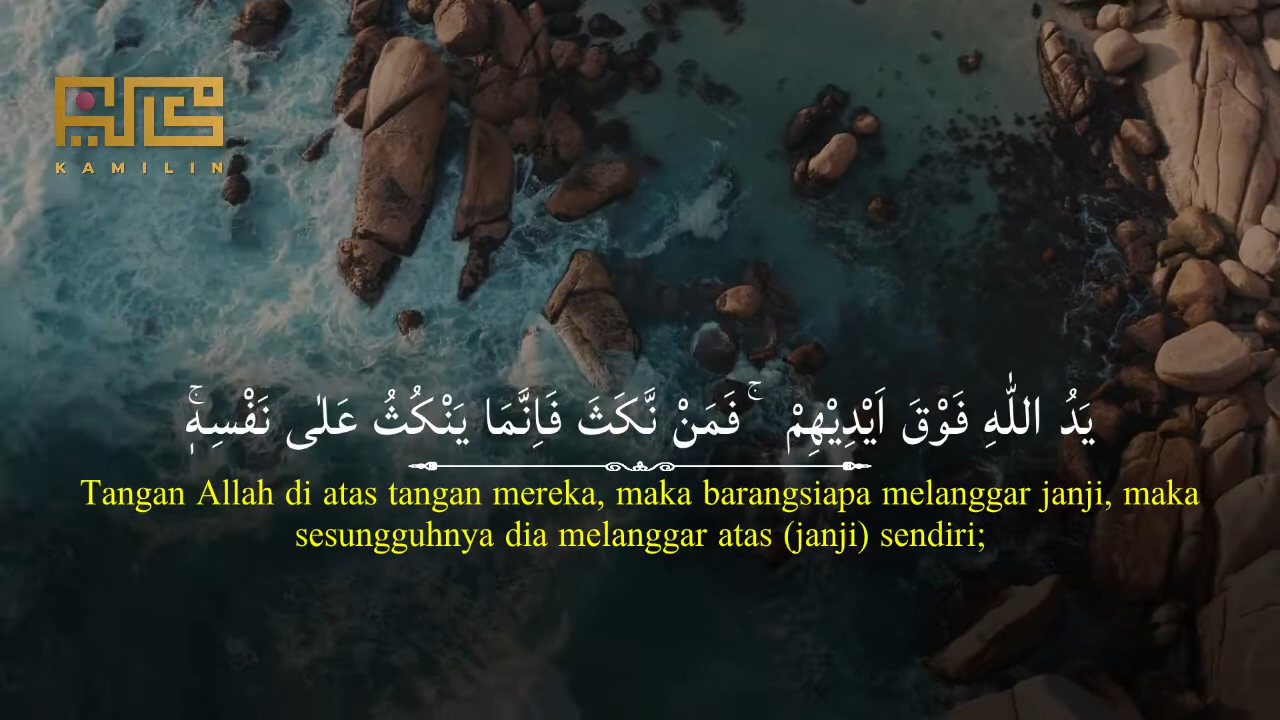 KAMILIN
يَدُ اللّٰهِ فَوْقَ اَيْدِيْهِمْ ۚ فَمَنْ نَّكَثَ فَاِنَّمَا يَنْكُثُ عَلٰى نَفْسِهٖۚ
Tangan Allah di atas tangan mereka, maka barangsiapa melanggar janji, maka
sesungguhnya dia melanggar atas (janji) sendiri;